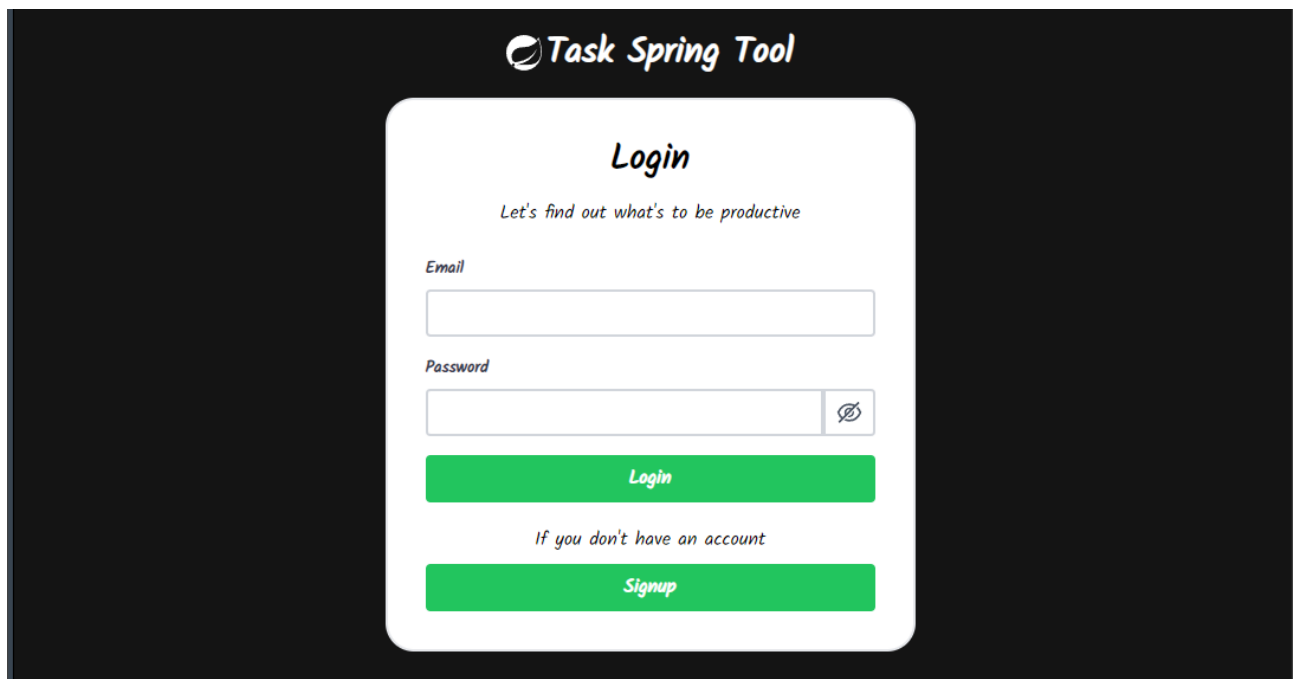 Task Spring Tool
Login
Let's find out what's to be productive
Email
Password
Login
If you don't have an account
Signup